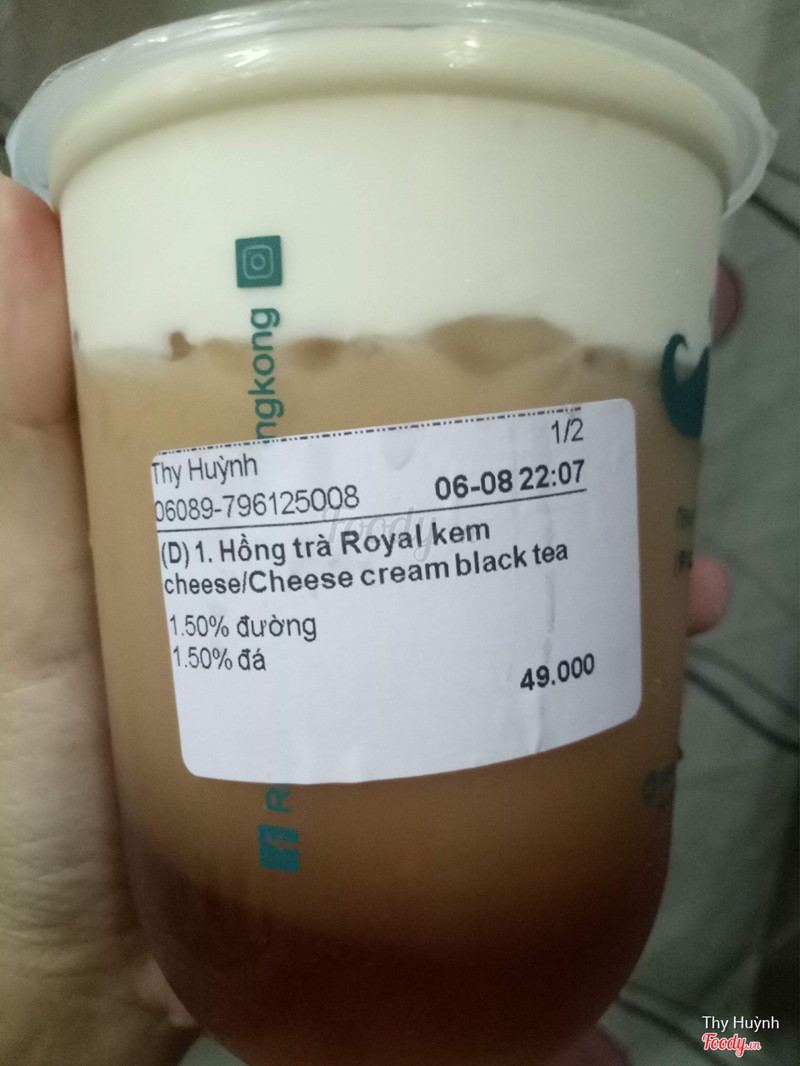 ngkong
1/2
Thy Huỳnh
06089-796125008
06-08 22:07
(D) 1. Hồng trà Royal kem
cheese/Cheese cream black tea
1.50% đường
1.50% đá
49.000
Foody
R
Thy Huỳnh
Foody.vn